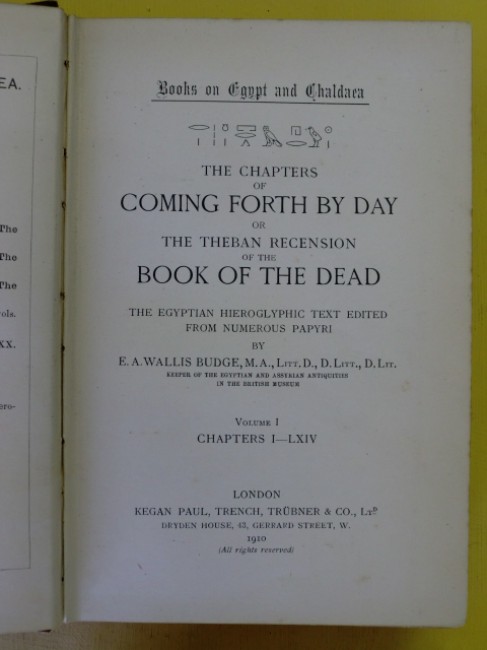 EA.
The
The
The
ols.
XX.
ero-
Books on Egypt and Chaldaea
THE CHAPTERS
OF
COMING FORTH BY DAY
OR
THE THEBAN RECENSION
OF THE
BOOK OF THE DEAD
THE EGYPTIAN HIEROGLYPHIC TEXT EDITED
FROM NUMEROUS PAPYRI
BY
E. A. WALLIS BUDGE, M.A., LITT. D., D. LITT., D. LIT.
KEEPER OF THE EGYPTIAN AND ASSYRIAN ANTIQUITIES
IN THE BRITISH MUSEUM
VOLUME I
CHAPTERS I—LXIV
LONDON
KEGAN PAUL, TRENCH, TRÜBNER & CO., LTD
DRYDEN HOUSE, 43, GERRARD STREET, W.
1910
(All rights reserved)